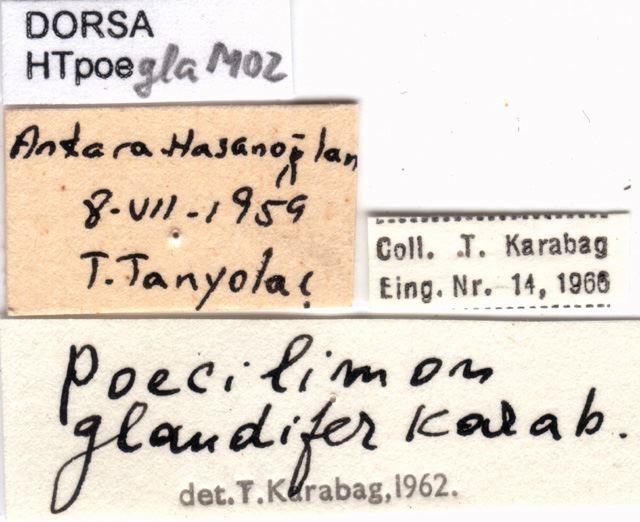 DORSA
HTpoeglaM02
Ankara-Hasanoğlan
8-VII-1959
T.Tanyolaç
Coll. T. Karabag
Eing. Nr. 14, 1966
Poecilimon
glandifer Karab.
det.T.Karabag,1962.